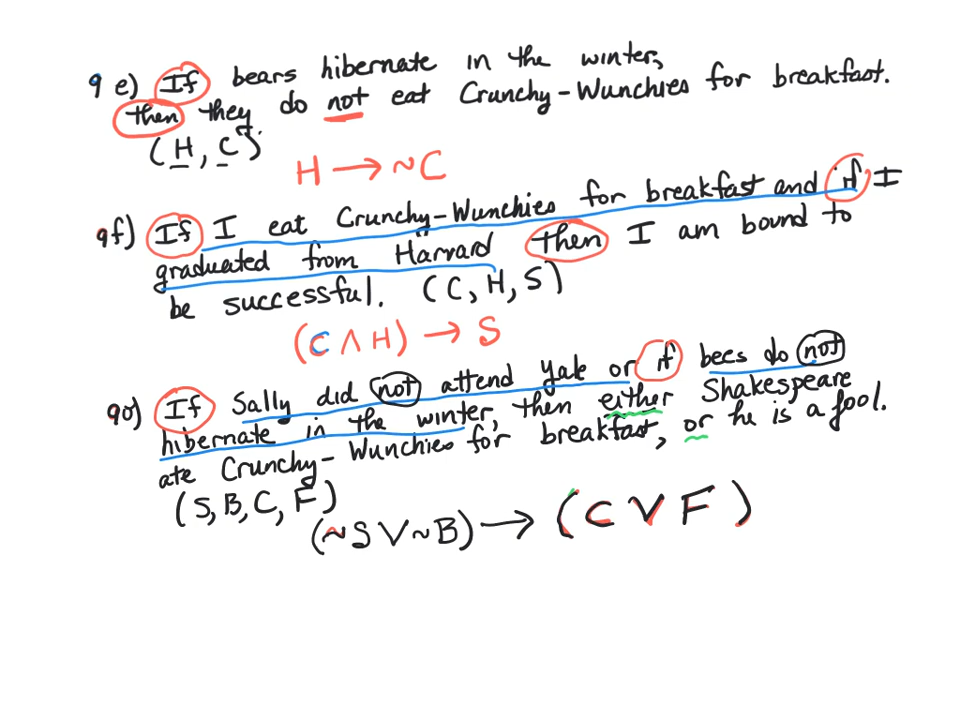 9 e) If bears hibernate in the winter,
then they do not eat Crunchy-Wunchies for breakfast.
(H, C).
H → ~C
9f) If I eat Crunchy-Wunchies for breakfast and if I
graduated from Harvard then I am bound to
be successful. (C, H, S)
(C ∧ H) → S
90) If Sally did not attend Yale or if bees do not
hibernate in the winter, then either Shakespeare
ate Crunchy-Wunchies for breakfast, or he is a fool.
(S, B, C, F)
(~S ∨ ~B) → (C ∨ F)